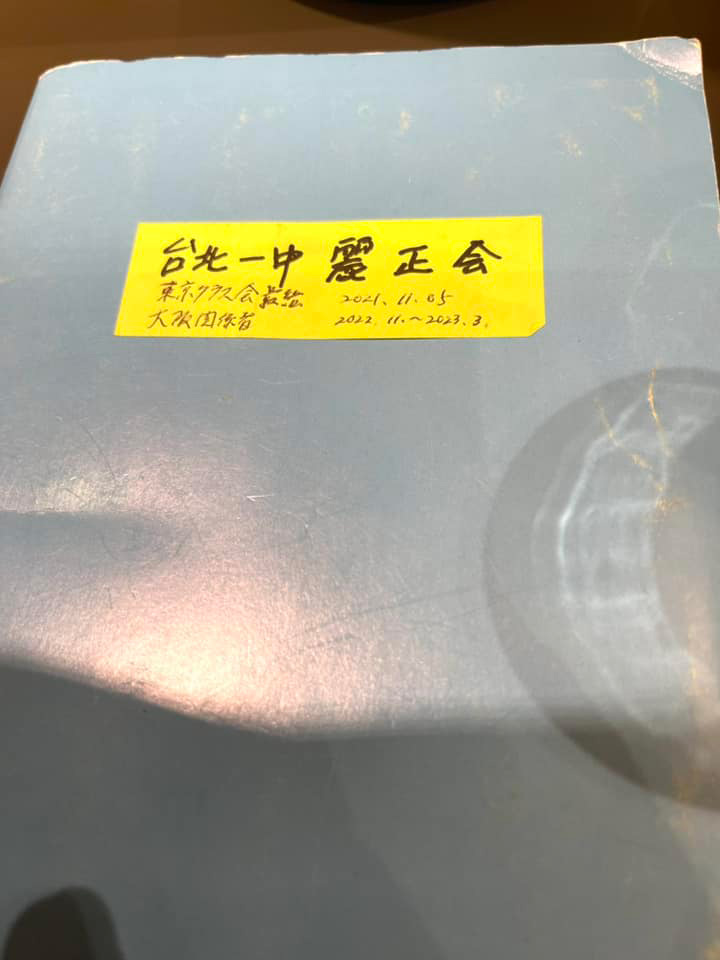 台北一中 震正会
東京クラス会最終 2021.11.05
大阪関係者 2022.11.〜2023.3.